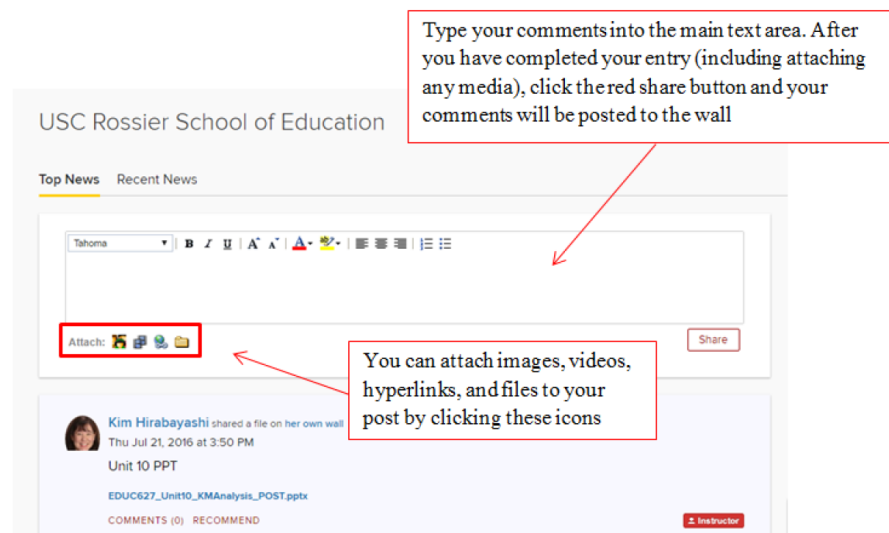 Type your comments into the main text area. After
you have completed your entry (including attaching
any media), click the red share button and your
comments will be posted to the wall
USC Rossier School of Education
Top News Recent News
Tahoma B I U A A A ab
Attach: Share
You can attach images, videos,
hyperlinks, and files to your
post by clicking these icons
Kim Hirabayashi shared a file on her own wall
Thu Jul 21, 2016 at 3:50 PM
Unit 10 PPT
EDUC627_Unit10_KMAnalysis_POST.pptx
COMMENTS (0) RECOMMEND Instructor